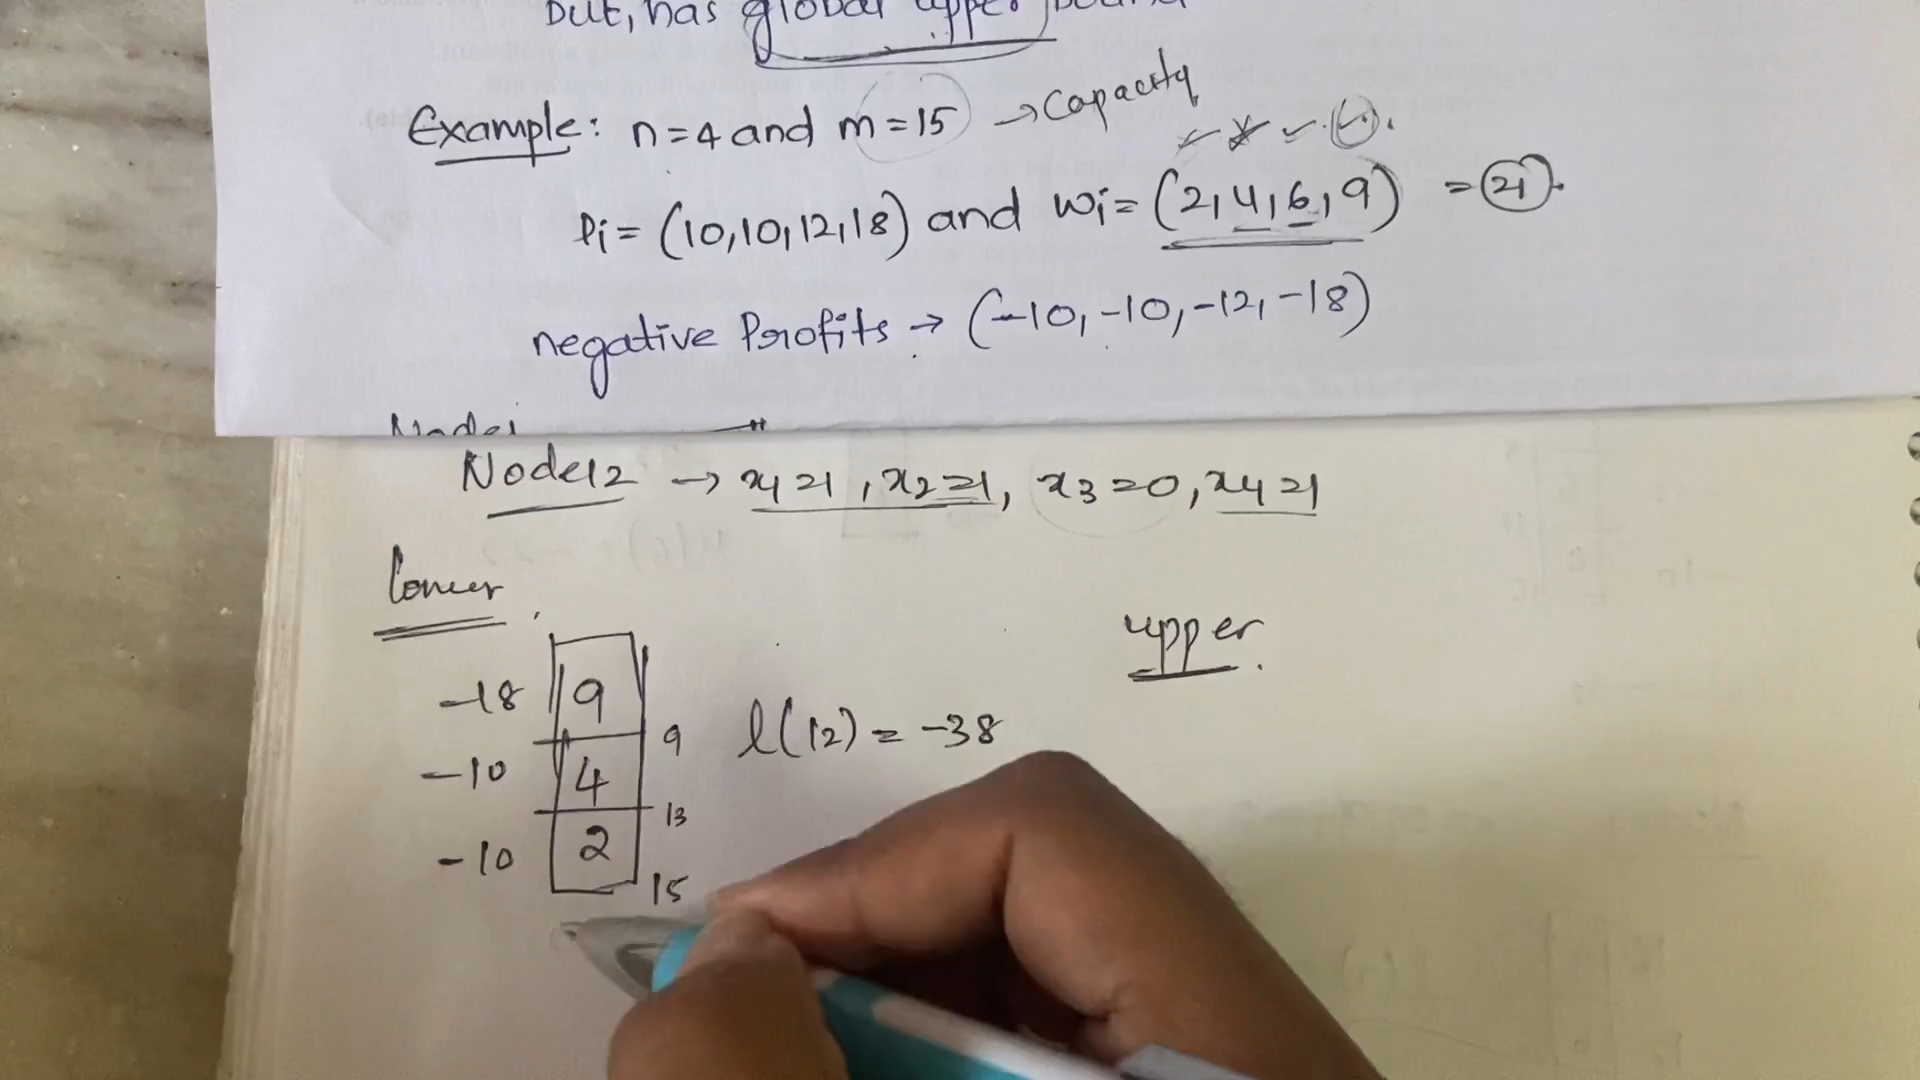 but, has global upper bound
Example: n=4 and m=15 → capacity
Pi = (10,10,12,18) and wi= (2,4,6,9) = 21.
negative Profits → (-10, -10, -12, -18)
Node12 → x1=1, x2=1, x3=0, x4=1
lower
upper.
-18 9
9 l(12) = -38
-10 4
13
-10 2
15